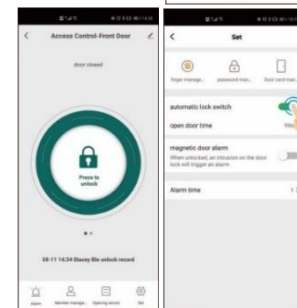 Access Control-Front Door
door closed
Press to
unlock
08-11 14:24 Stacey Blo unlock record
Alarm
Member manage...
Opening record
Set
Set
finger manage...
password man...
Door card man...
automatic lock switch
open door time
magnetic door alarm
When unlocked, an intrusion on the door
lock will trigger an alarm
Alarm time